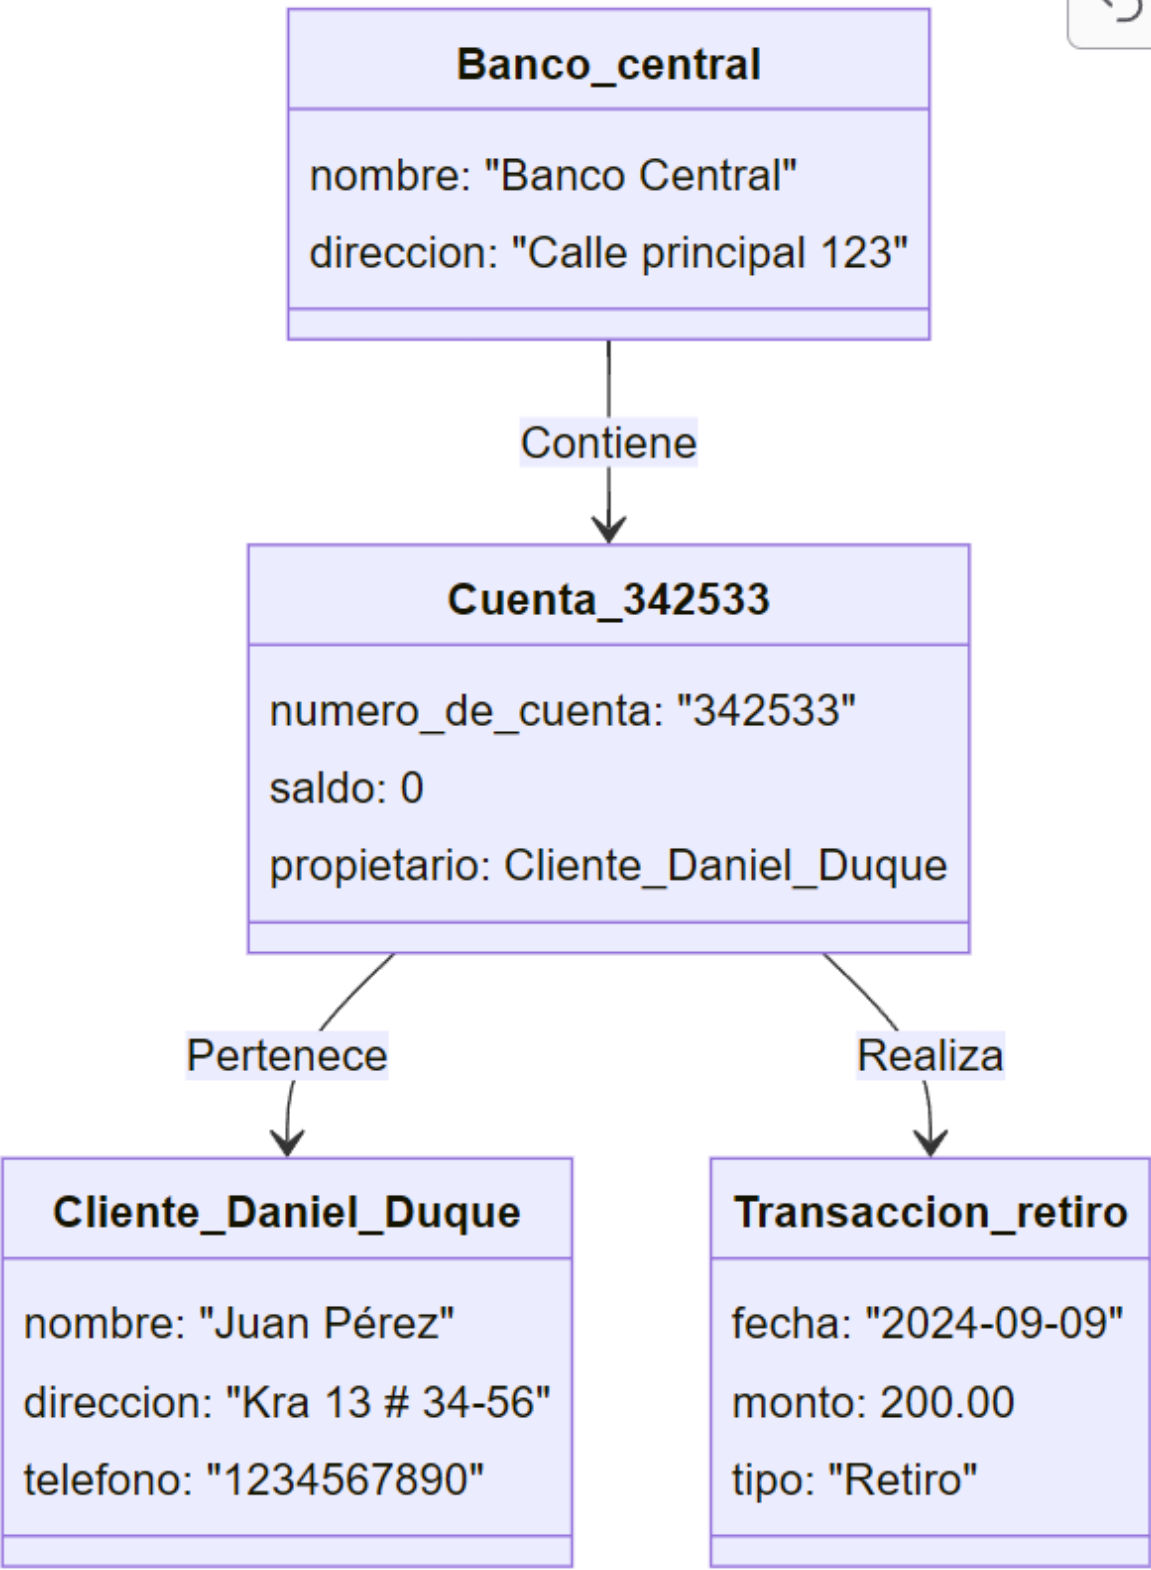 Banco_central
nombre: "Banco Central"
direccion: "Calle principal 123"
Contiene
Cuenta_342533
numero_de_cuenta: "342533"
saldo: 0
propietario: Cliente_Daniel_Duque
Pertenece
Realiza
Cliente_Daniel_Duque
nombre: "Juan Pérez"
direccion: "Kra 13 # 34-56"
telefono: "1234567890"
Transaccion_retiro
fecha: "2024-09-09"
monto: 200.00
tipo: "Retiro"